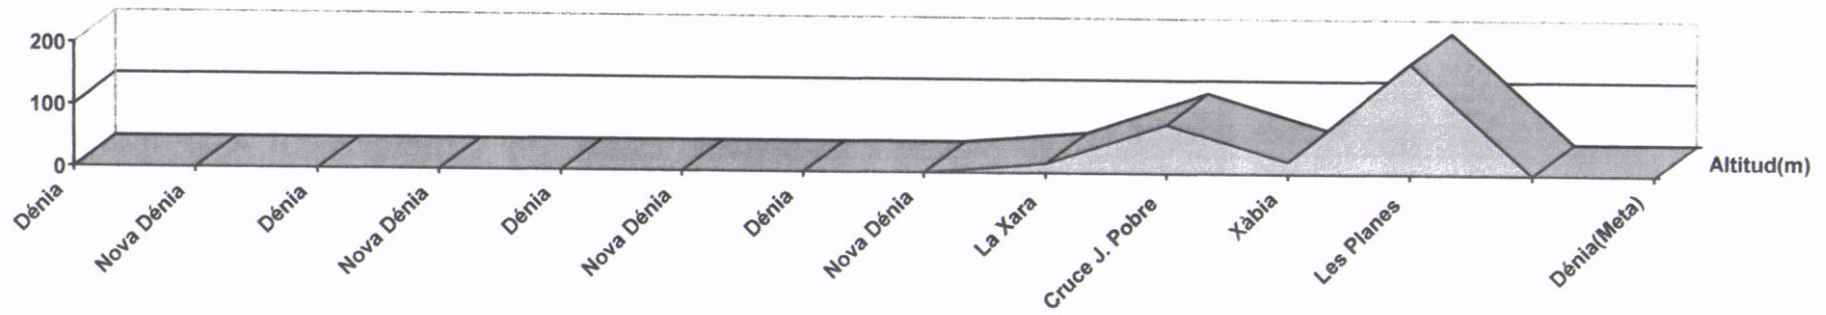 200
100
0
Altitud(m)
Dénia
Nova Dénia
Dénia
Nova Dénia
Dénia
Nova Dénia
Dénia
Nova Dénia
La Xara
Cruce J. Pobre
Xàbia
Les Planes
Dénia(Meta)